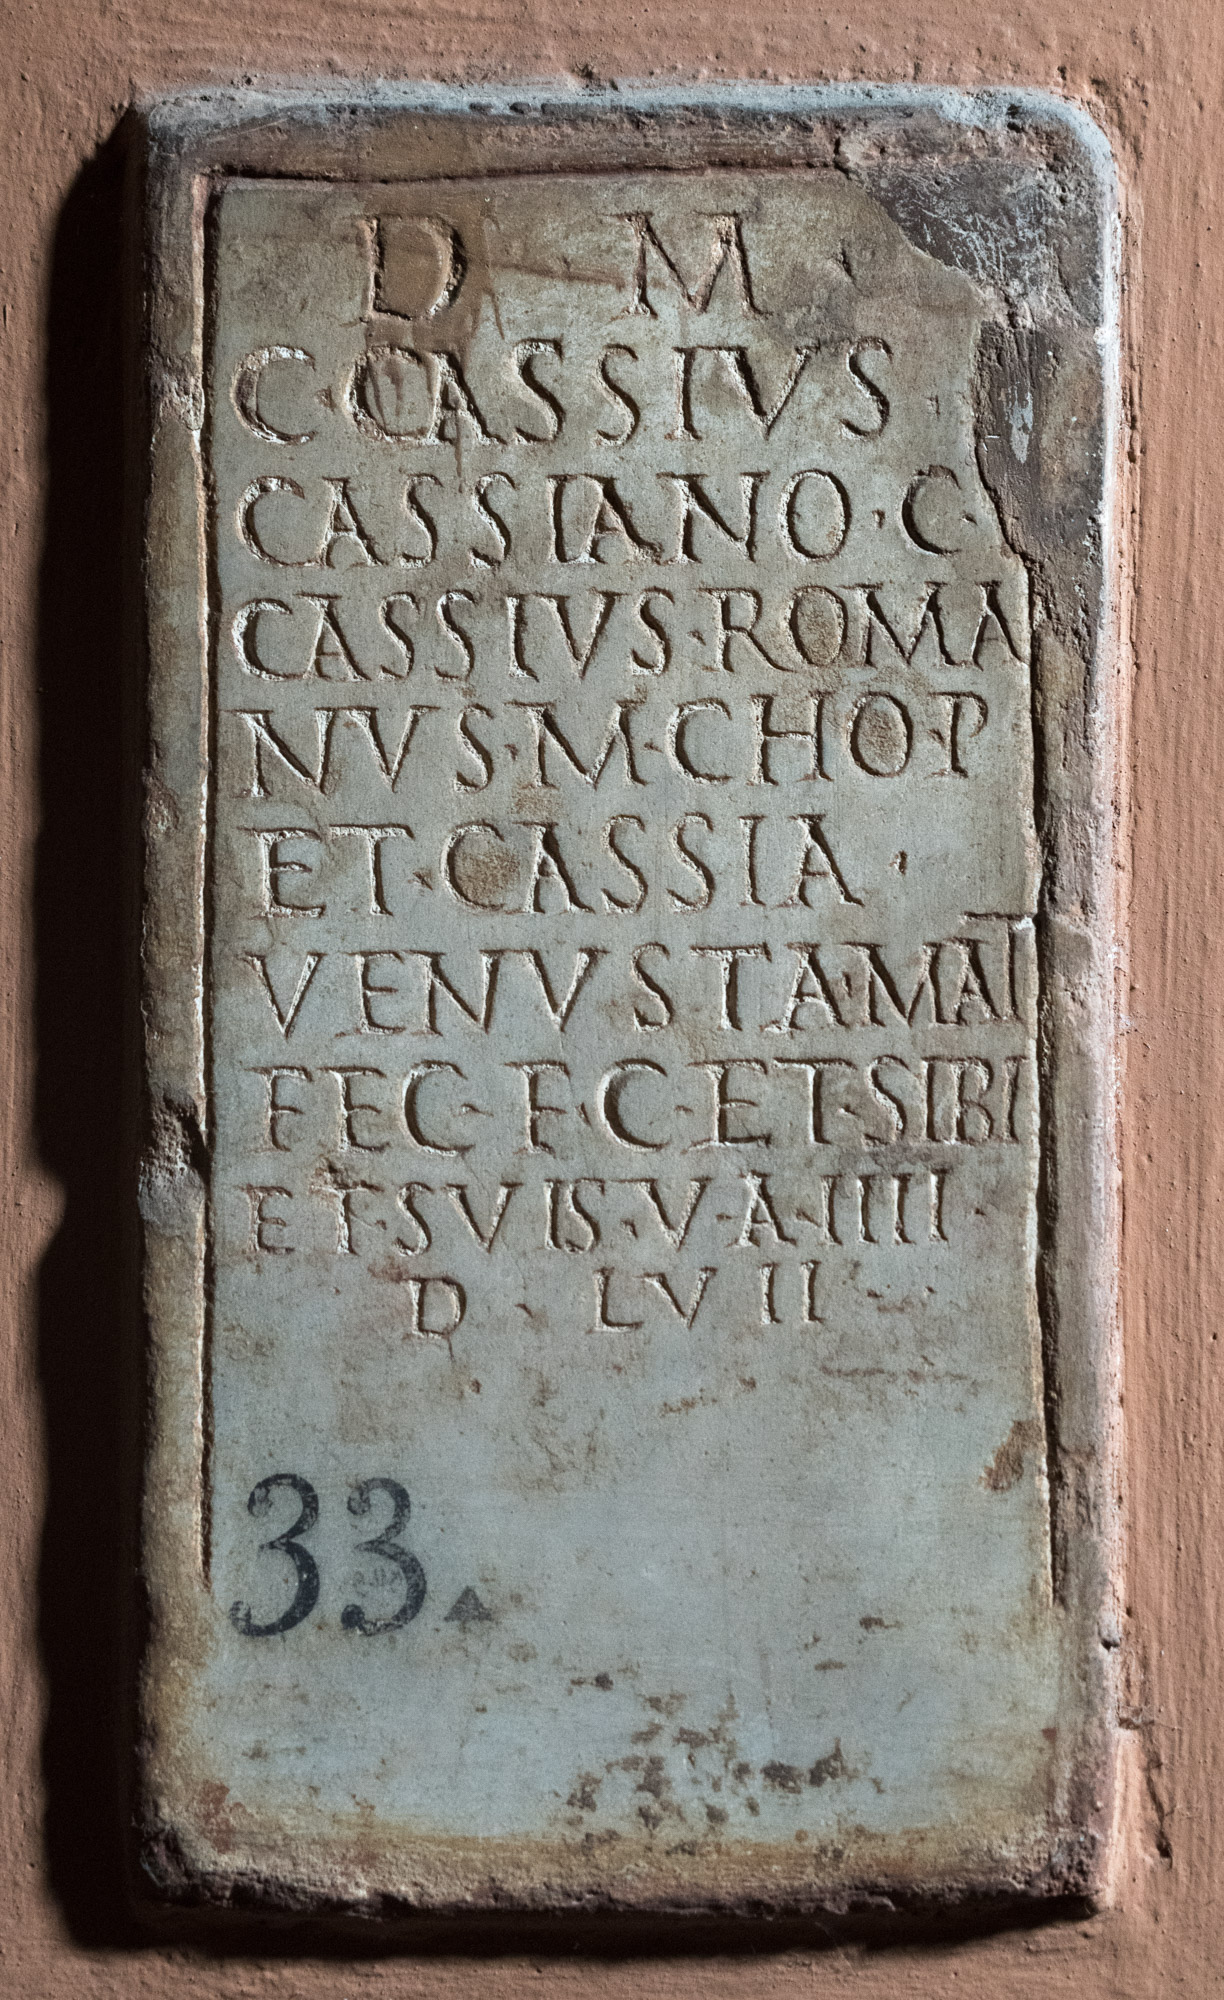 D M
C · CASSIVS ·
CASSIANO · C ·
CASSIVS · ROMA
NVS · M · CHO · P
ET · CASSIA ·
VENVSTA · MAT
FEC · F · C · ET · SIBI
ET · SVIS · V · A · IIII ·
D · LVII ·
33